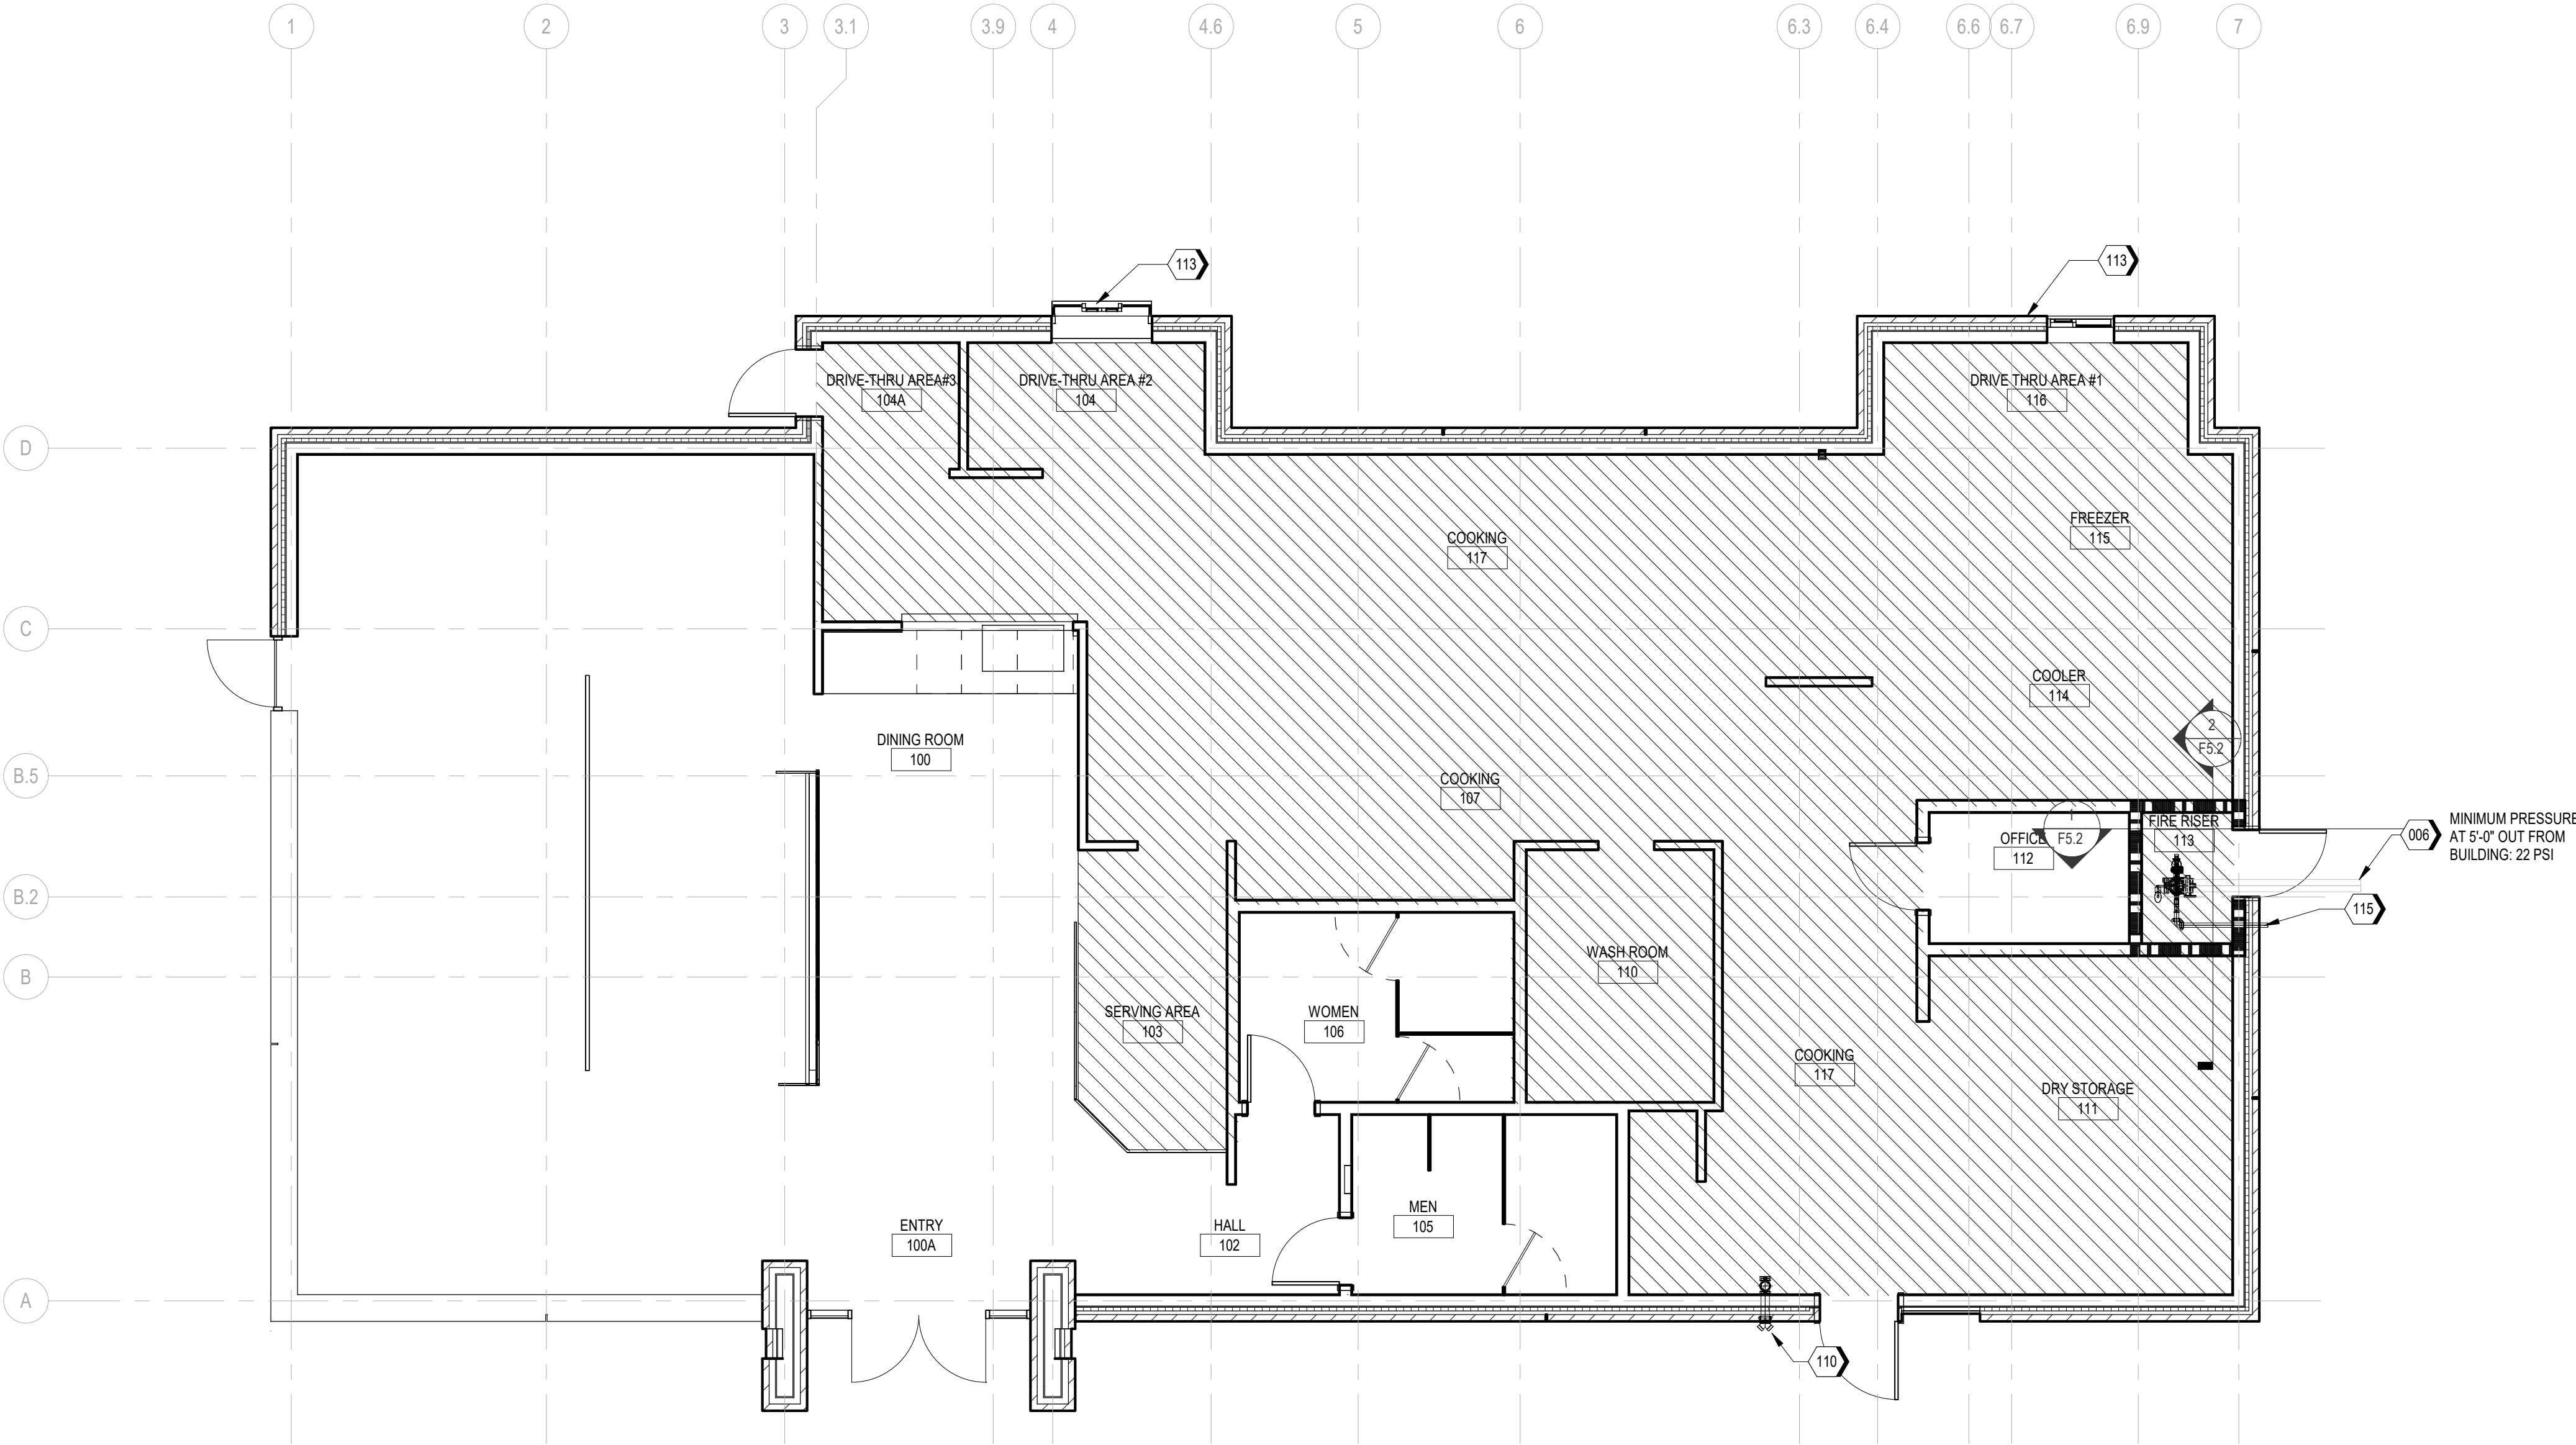 1
2
3
3.1
3.9
4
4.6
5
6
6.3
6.4
6.6
6.7
6.9
7
113
113
DRIVE-THRU AREA#3
104A
DRIVE-THRU AREA #2
104
DRIVE THRU AREA #1
116
D
FREEZER
115
COOKING
117
C
COOLER
114
2
F5.2
DINING ROOM
100
B.5
COOKING
107
1
F5.2
FIRE RISER
113
OFFICE
112
006
MINIMUM PRESSURE
AT 5'-0" OUT FROM
BUILDING: 22 PSI
B.2
115
WASH ROOM
110
B
SERVING AREA
103
WOMEN
106
COOKING
117
DRY STORAGE
111
MEN
105
ENTRY
100A
HALL
102
A
110